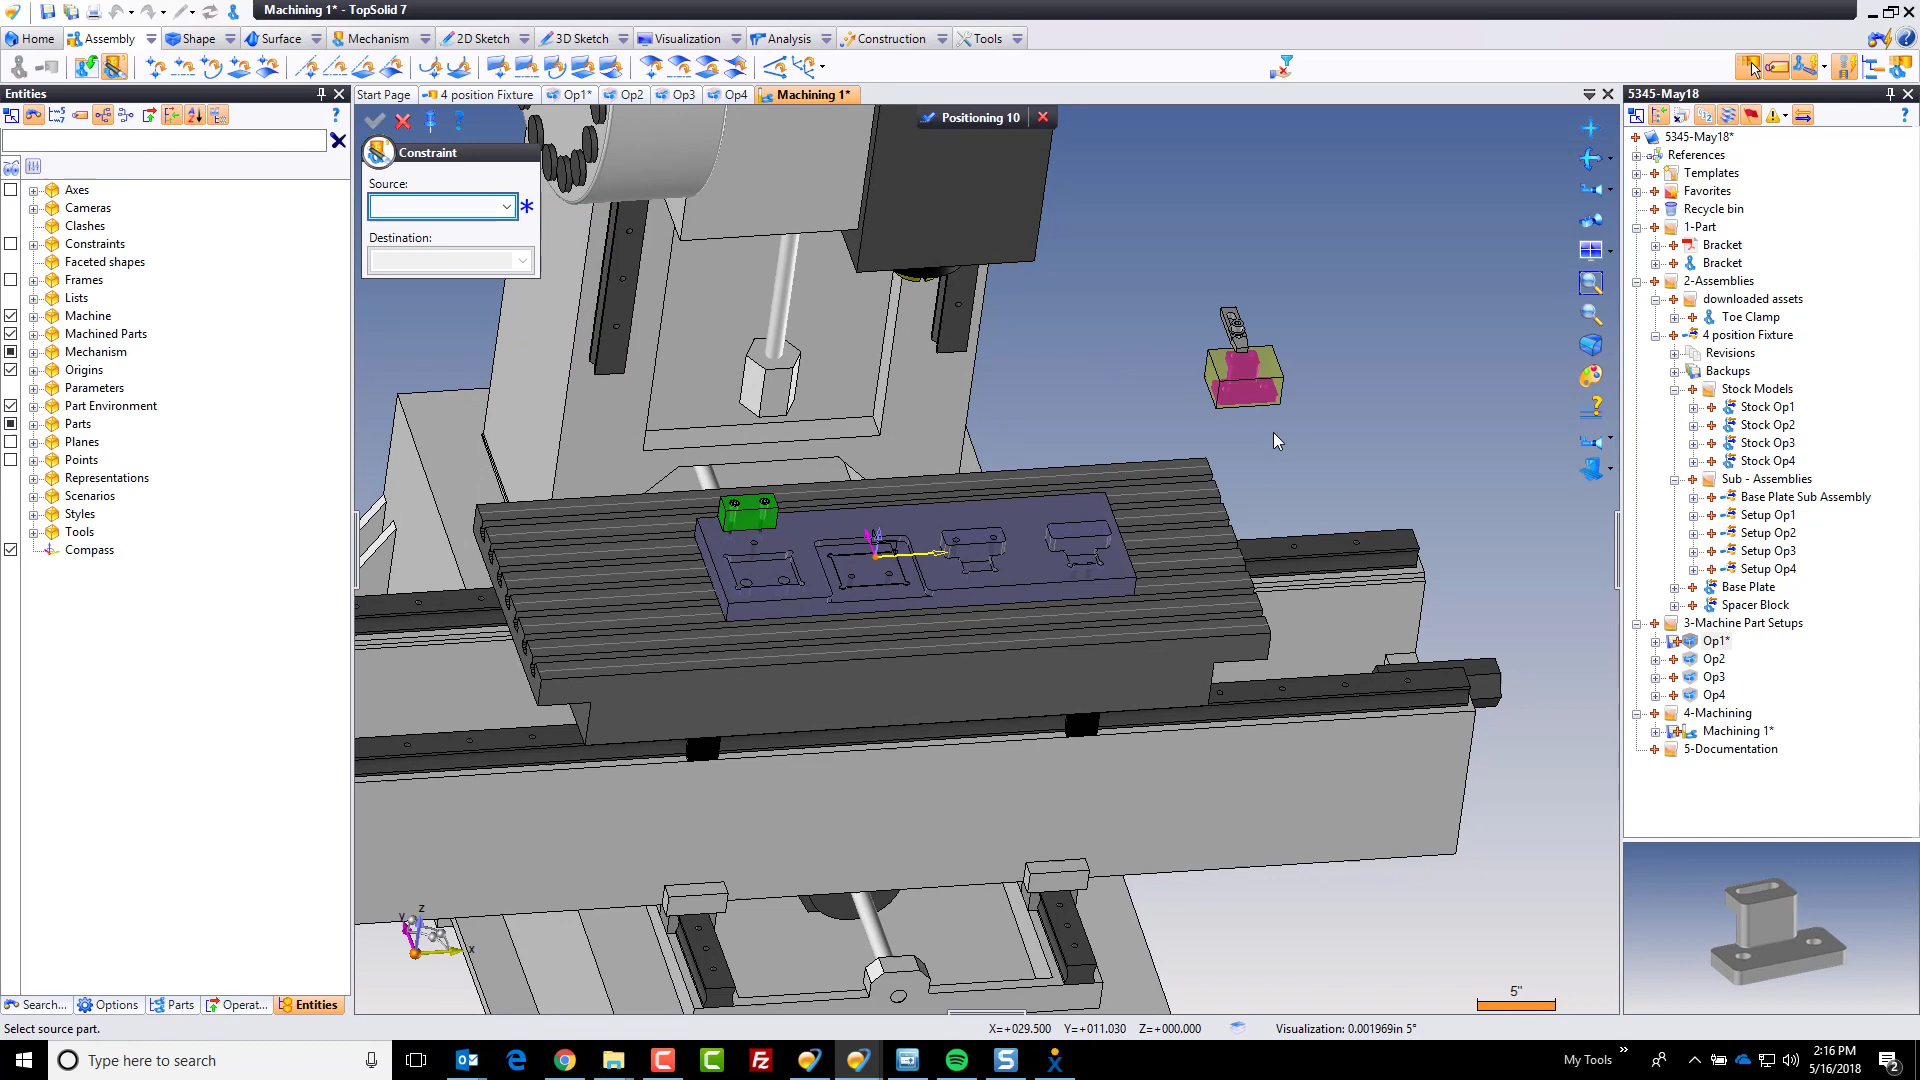 Machining 1* - TopSolid 7
Home
Assembly
Shape
Surface
Mechanism
2D Sketch
3D Sketch
Visualization
Analysis
Construction
Tools
Entities
Start Page
4 position Fixture
Op1*
Op2
Op3
Op4
Machining 1*
5345-May18
Positioning 10
Constraint
Source:
Destination:
Axes
Cameras
Clashes
Constraints
Faceted shapes
Frames
Lists
Machine
Machined Parts
Mechanism
Origins
Parameters
Part Environment
Parts
Planes
Points
Representations
Scenarios
Styles
Tools
Compass
5345-May18*
References
Templates
Favorites
Recycle bin
1-Part
Bracket
Bracket
2-Assemblies
downloaded assets
Toe Clamp
4 position Fixture
Revisions
Backups
Stock Models
Stock Op1
Stock Op2
Stock Op3
Stock Op4
Sub - Assemblies
Base Plate Sub Assembly
Setup Op1
Setup Op2
Setup Op3
Setup Op4
Base Plate
Spacer Block
3-Machine Part Setups
Op1*
Op2
Op3
Op4
4-Machining
Machining 1*
5-Documentation
y
z
x
5"
Search...
Options
Parts
Operat...
Entities
Select source part.
X=+029.500 Y=+011.030 Z=+000.000
Visualization: 0.001969in 5°
Type here to search
My Tools
2:16 PM
5/16/2018
2